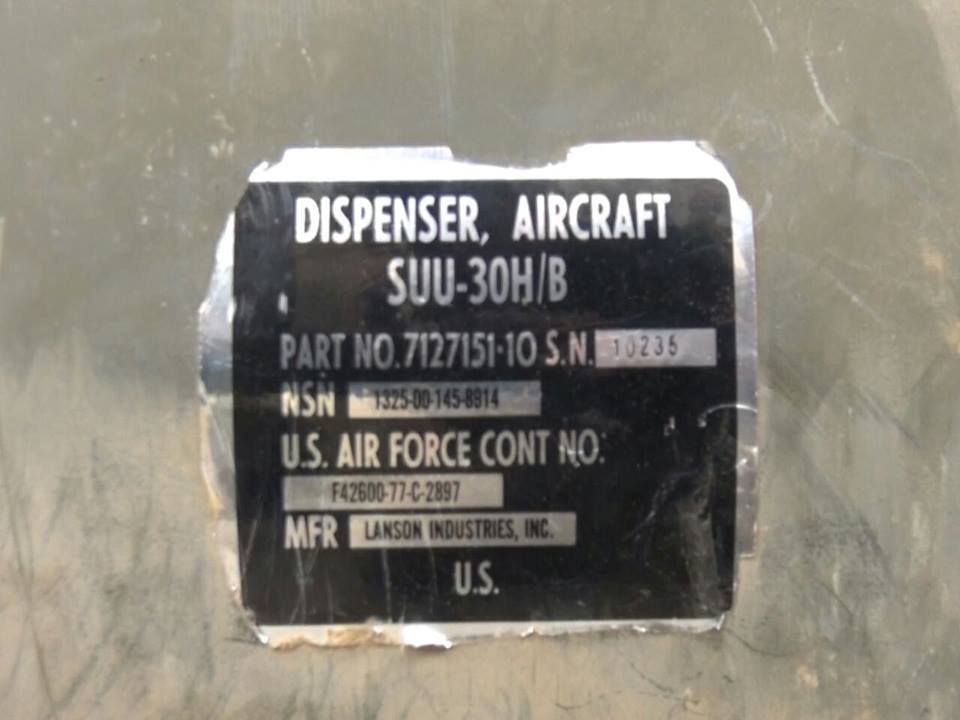 DISPENSER, AIRCRAFT
SUU-30H/B
PART NO. 7127151-10 S.N. 10235
NSN 1325-00-145-8914
U.S. AIR FORCE CONT NO:
F42600-77-C-2897
MFR LANSON INDUSTRIES, INC.
U.S.